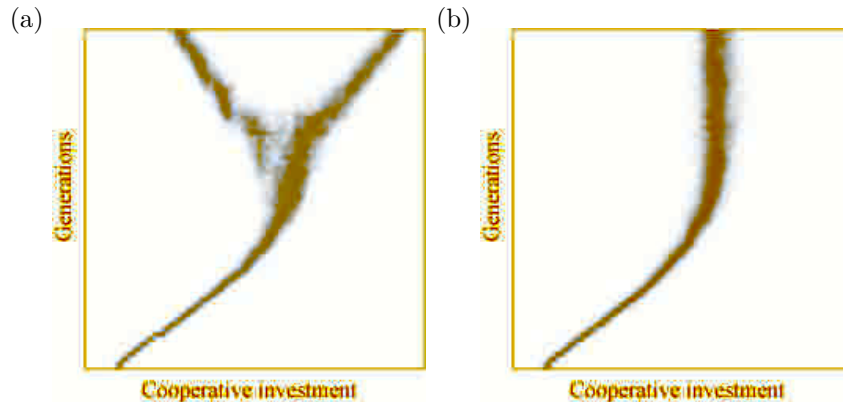 (a)
(b)
Generations
Cooperative investment
Generations
Cooperative investment